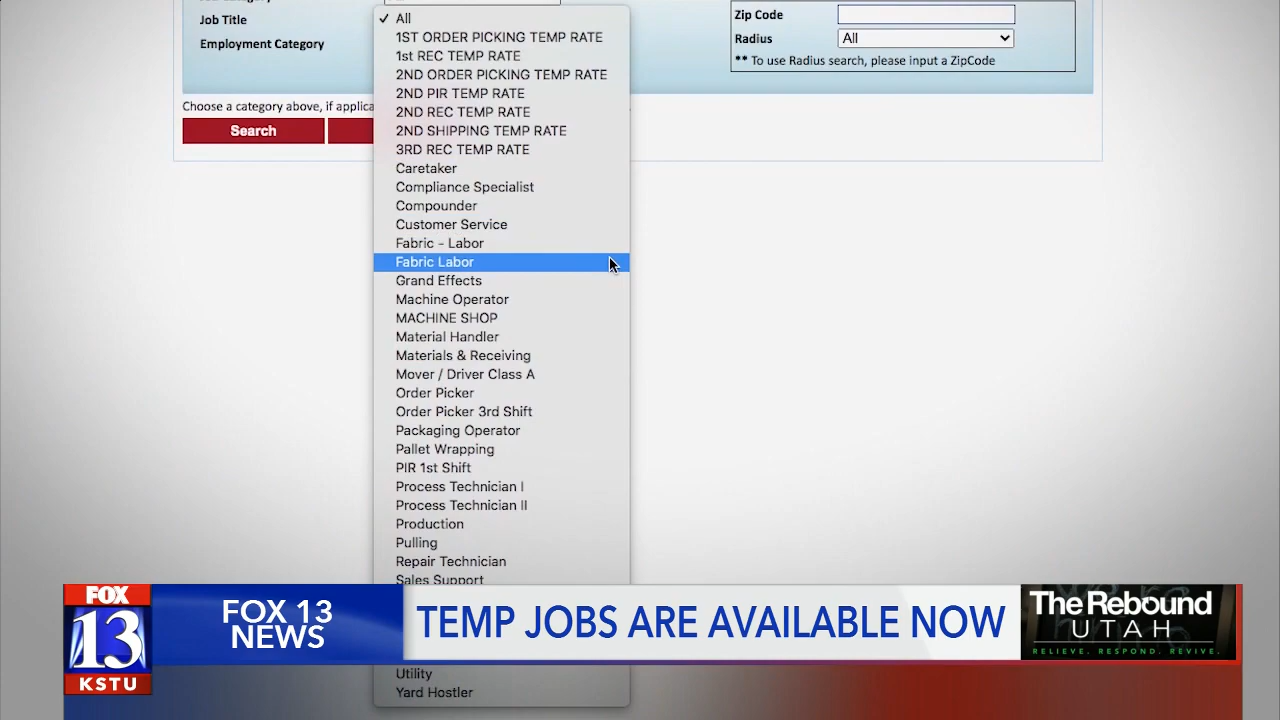 Job Title
Employment Category
✓ All
1ST ORDER PICKING TEMP RATE
1st REC TEMP RATE
2ND ORDER PICKING TEMP RATE
2ND PIR TEMP RATE
2ND REC TEMP RATE
2ND SHIPPING TEMP RATE
3RD REC TEMP RATE
Caretaker
Compliance Specialist
Compounder
Customer Service
Fabric - Labor
Fabric Labor
Grand Effects
Machine Operator
MACHINE SHOP
Material Handler
Materials & Receiving
Mover / Driver Class A
Order Picker
Order Picker 3rd Shift
Packaging Operator
Pallet Wrapping
PIR 1st Shift
Process Technician I
Process Technician II
Production
Pulling
Repair Technician
Sales Support
Utility
Yard Hostler
Zip Code
Radius
All
** To use Radius search, please input a ZipCode
Choose a category above, if applica
Search
FOX
13
KSTU
FOX 13
NEWS
TEMP JOBS ARE AVAILABLE NOW
The Rebound
UTAH
RELIEVE. RESPOND. REVIVE.